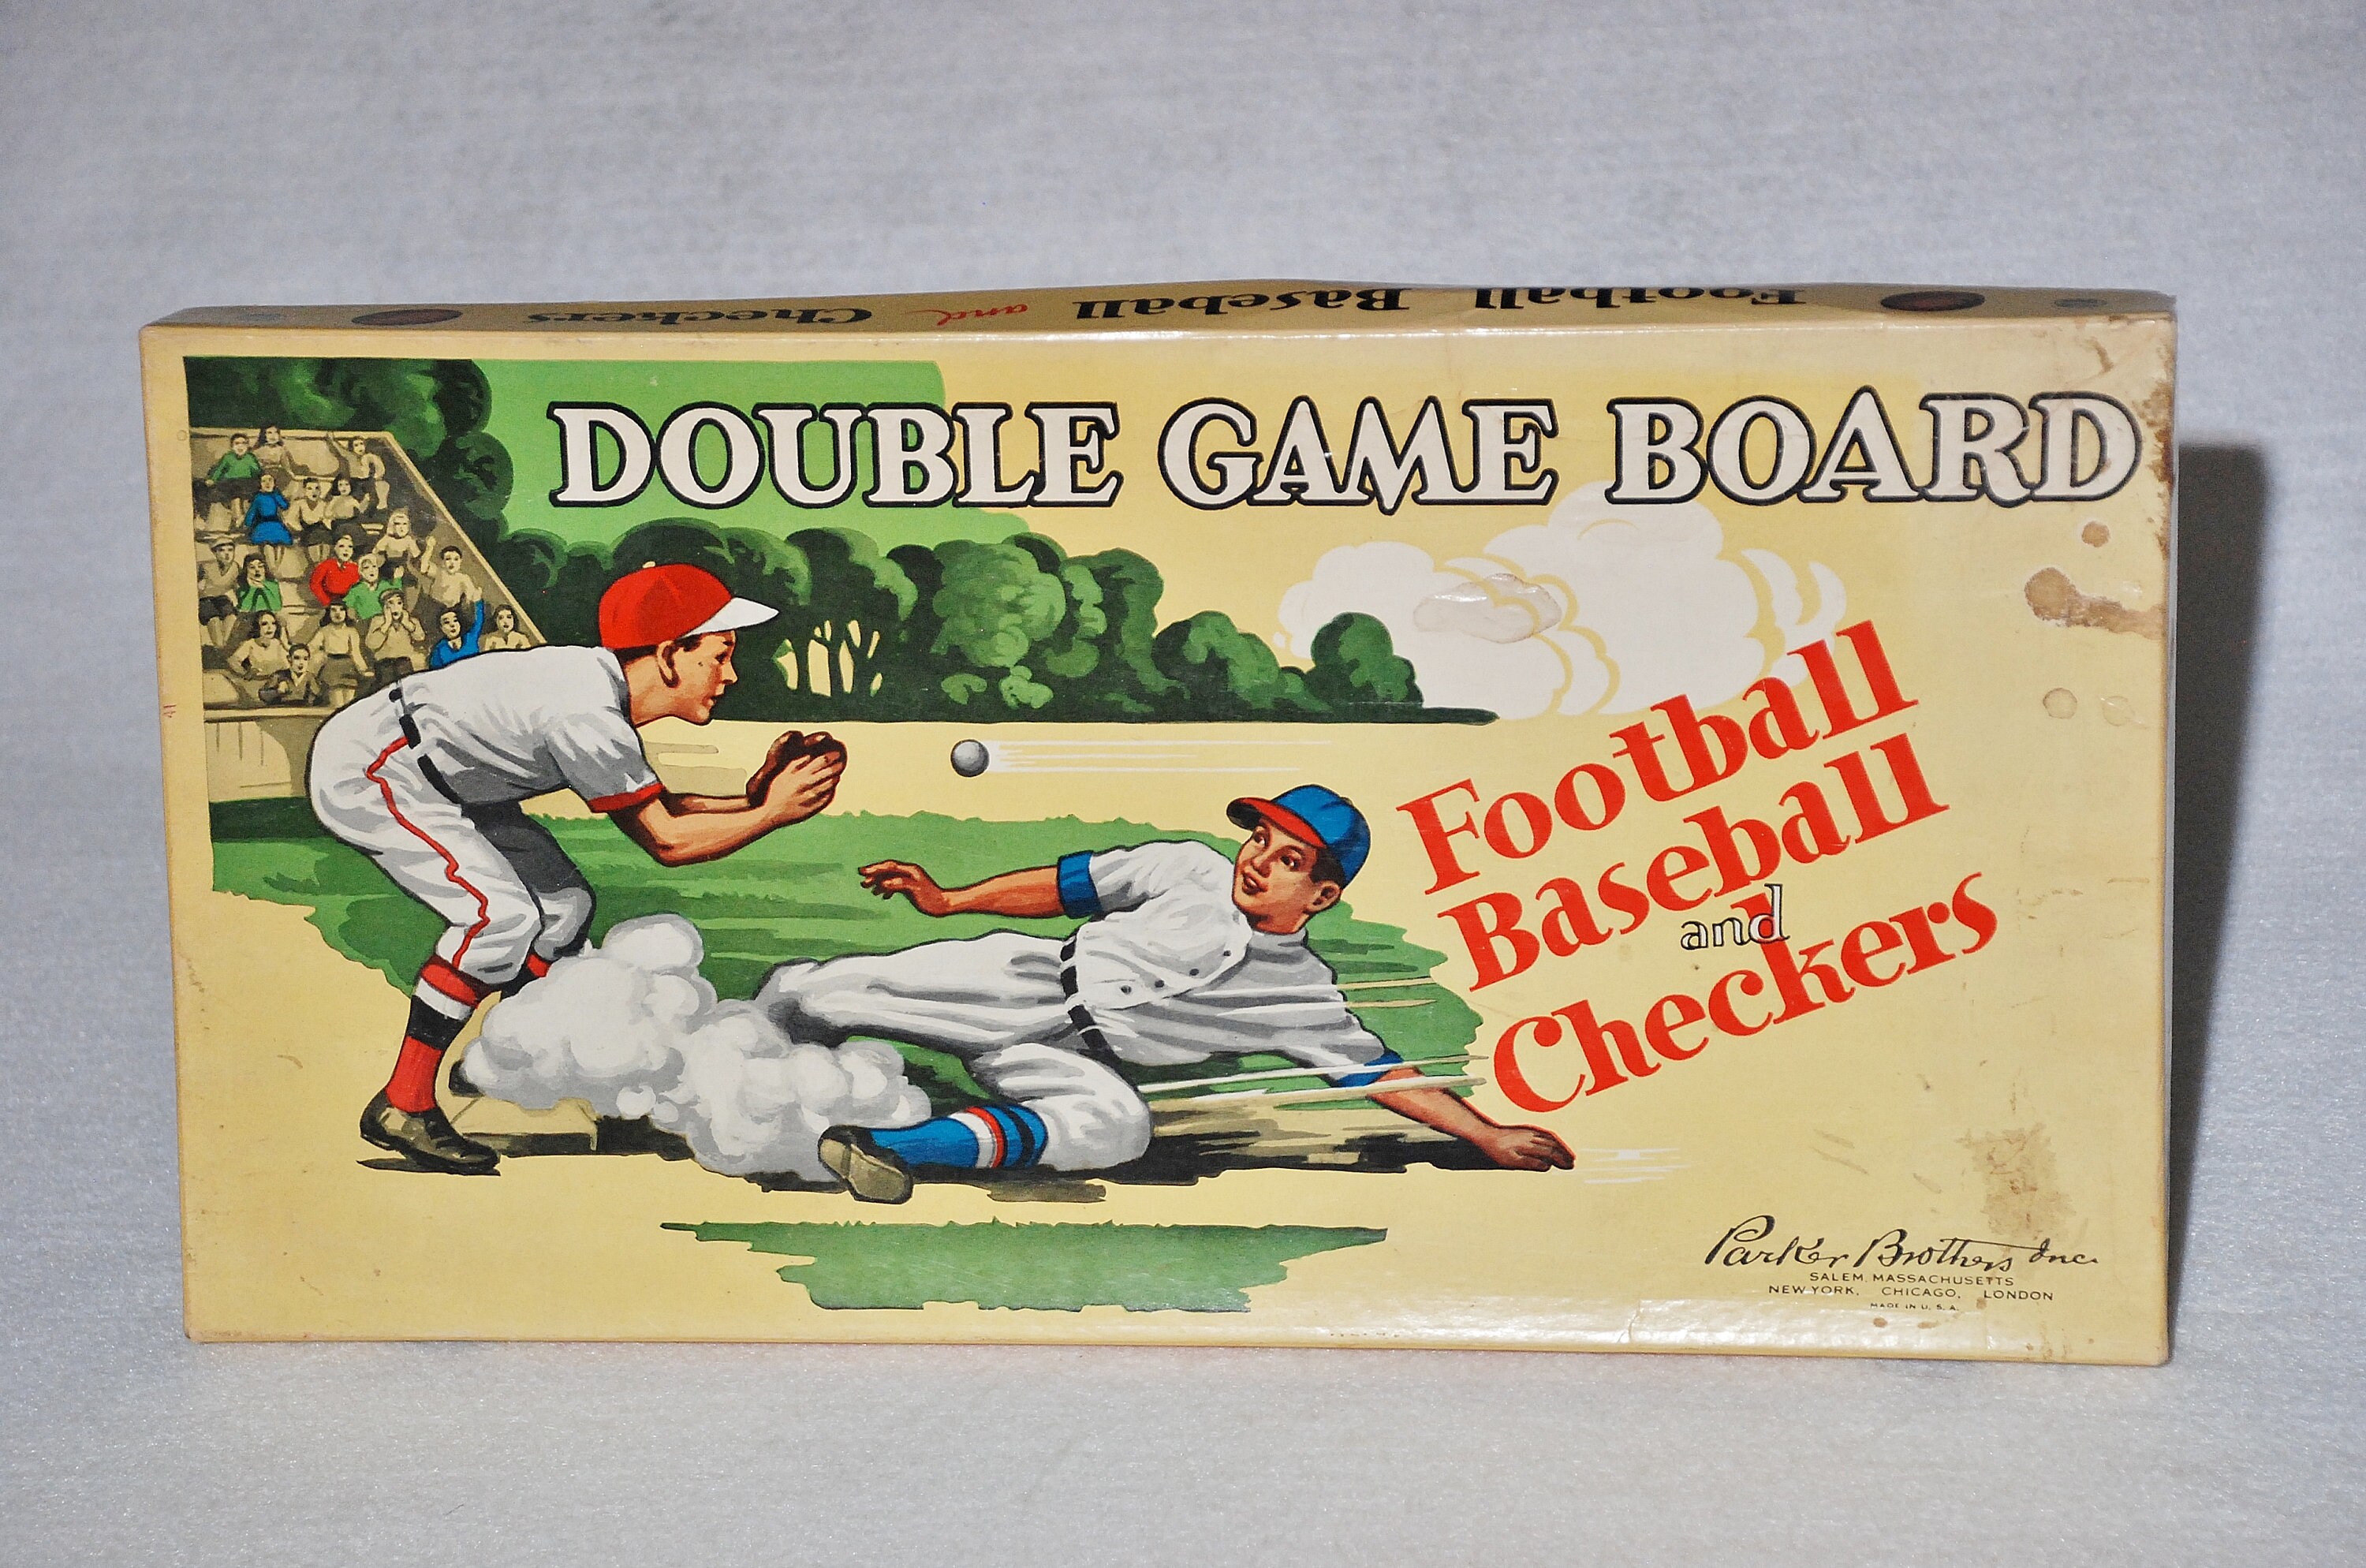 Football Baseball and Checkers
DOUBLE GAME BOARD
Football
Baseball
and
Checkers
Parker Brothers Inc.
SALEM, MASSACHUSETTS
NEW YORK, CHICAGO, LONDON
MADE IN U. S. A.